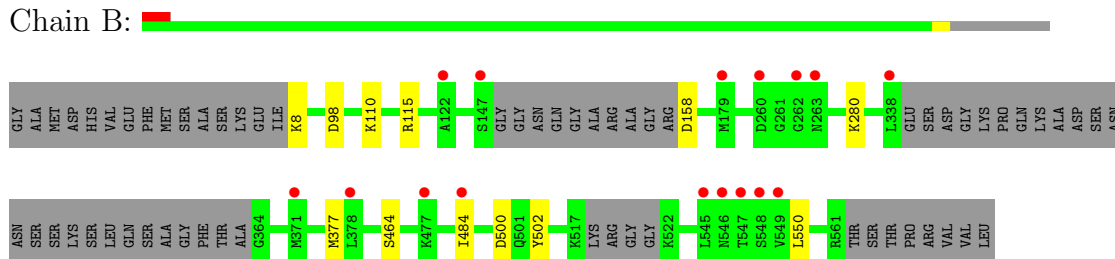 Chain B:
GLY ALA MET ASP HIS VAL GLU PHE MET SER ALA SER LYS GLU ILE K8 D98 K110 R115 A122 S147 GLY GLY ASN GLN GLY ALA ARG ALA GLY ARG D158 M179 D260 G261 G262 N263 K280 L338 GLU SER ASP GLY LYS PRO GLN LYS ALA ASP SER ASN
ASN SER SER LYS SER LEU GLN SER ALA GLY PHE THR ALA G364 M371 M377 L378 S464 K477 I484 D500 Q501 Y502 K517 LYS ARG GLY GLY K522 L545 N546 T547 S548 V549 L550 R561 THR SER THR PRO ARG VAL VAL LEU